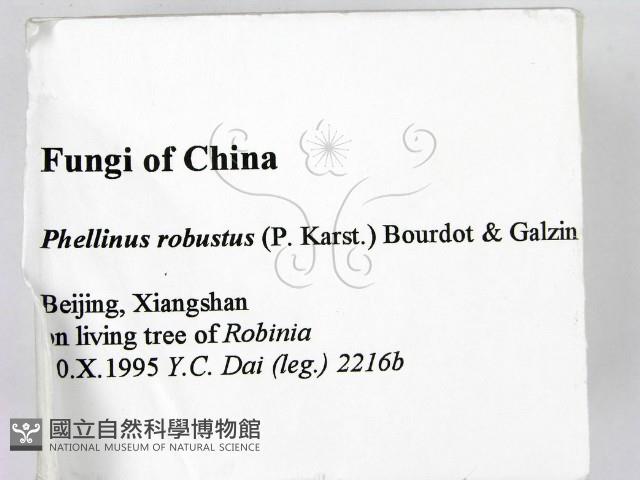 Fungi of China
Phellinus robustus (P. Karst.) Bourdot & Galzin
Beijing, Xiangshan
on living tree of Robinia
0.X.1995 Y.C. Dai (leg.) 2216b
國立自然科學博物館
NATIONAL MUSEUM OF NATURAL SCIENCE